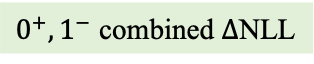 0⁺, 1⁻ combined ΔNLL